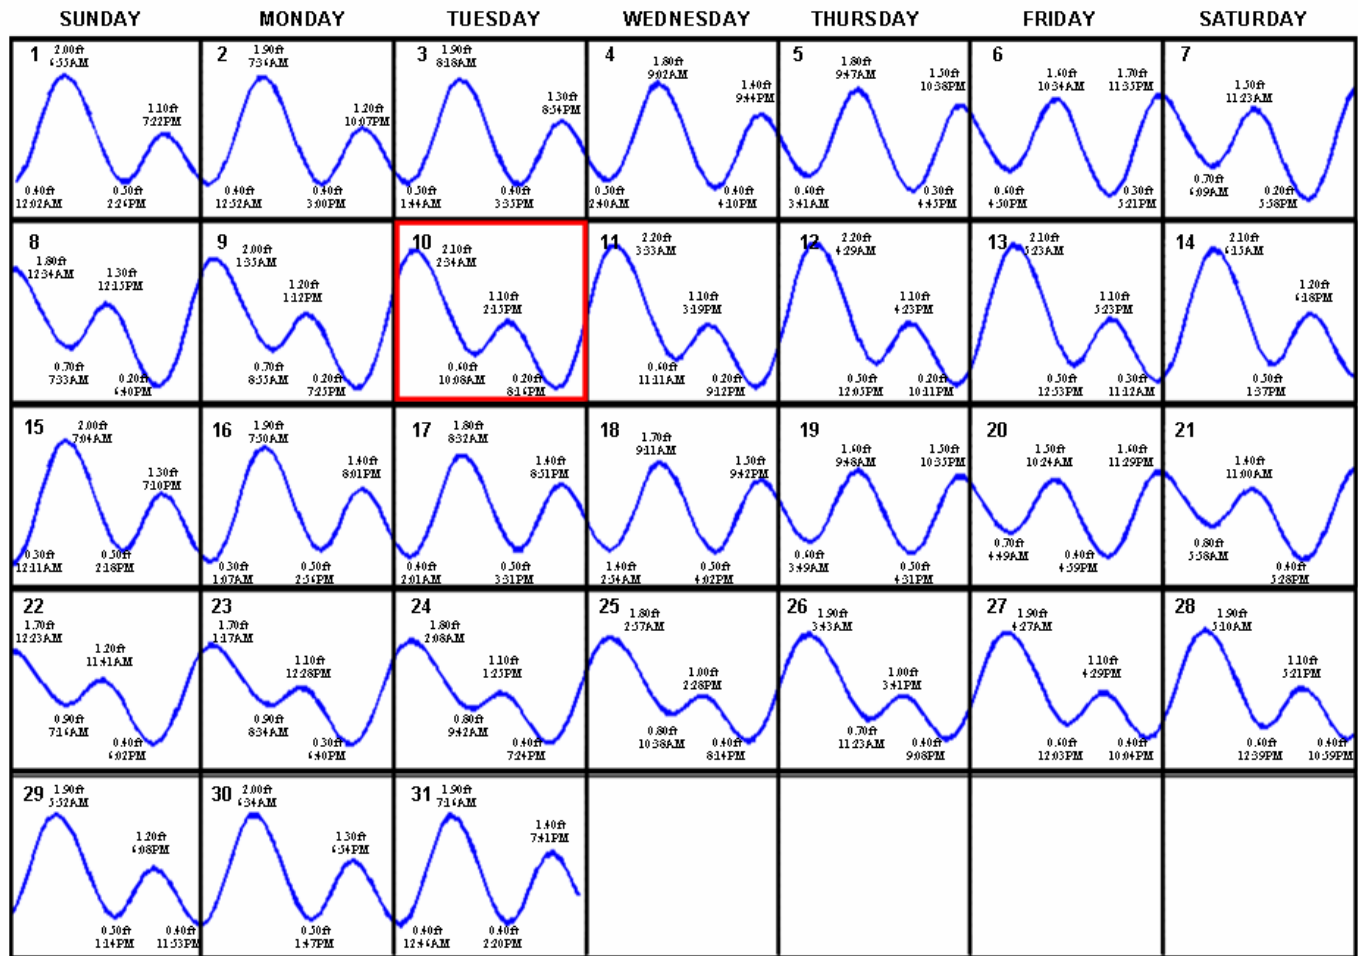 SUNDAY MONDAY TUESDAY WEDNESDAY THURSDAY FRIDAY SATURDAY
1
2.00ft
6:55AM
1.10ft
7:22PM
0.40ft
12:02AM
0.50ft
2:26PM
2
1.90ft
7:36AM
1.20ft
10:07PM
0.40ft
12:52AM
0.40ft
3:00PM
3
1.90ft
8:18AM
1.30ft
8:54PM
0.50ft
1:44AM
0.40ft
3:35PM
4
1.80ft
9:02AM
1.40ft
9:44PM
0.50ft
2:40AM
0.40ft
4:10PM
5
1.80ft
9:47AM
1.50ft
10:38PM
0.60ft
3:41AM
0.30ft
4:45PM
6
1.60ft
10:34AM
1.70ft
11:35PM
0.60ft
4:50PM
0.30ft
5:21PM
7
1.50ft
11:23AM
0.70ft
6:09AM
0.20ft
5:58PM
8
1.80ft
12:34AM
1.30ft
12:15PM
0.70ft
7:33AM
0.20ft
6:40PM
9
2.00ft
1:35AM
1.20ft
1:12PM
0.70ft
8:55AM
0.20ft
7:25PM
10
2.10ft
2:34AM
1.10ft
2:15PM
0.60ft
10:08AM
0.20ft
8:16PM
11
2.20ft
3:33AM
1.10ft
3:19PM
0.60ft
11:11AM
0.20ft
9:12PM
12
2.20ft
4:29AM
1.10ft
4:23PM
0.50ft
12:05PM
0.20ft
10:11PM
13
2.10ft
5:23AM
1.10ft
5:23PM
0.50ft
12:53PM
0.30ft
11:12AM
14
2.10ft
6:15AM
1.20ft
6:18PM
0.50ft
1:37PM
15
2.00ft
7:04AM
1.30ft
7:10PM
0.30ft
12:11AM
0.50ft
2:18PM
16
1.90ft
7:50AM
1.40ft
8:01PM
0.30ft
1:07AM
0.50ft
2:56PM
17
1.80ft
8:32AM
1.40ft
8:51PM
0.40ft
2:01AM
0.50ft
3:31PM
18
1.70ft
9:11AM
1.50ft
9:42PM
1.40ft
2:54AM
0.50ft
4:02PM
19
1.60ft
9:48AM
1.50ft
10:35PM
0.60ft
3:49AM
0.50ft
4:31PM
20
1.50ft
10:24AM
1.60ft
11:29PM
0.70ft
4:49AM
0.40ft
4:59PM
21
1.40ft
11:00AM
0.80ft
5:58AM
0.40ft
5:28PM
22
1.70ft
12:23AM
1.20ft
11:41AM
0.90ft
7:16AM
0.40ft
6:02PM
23
1.70ft
1:17AM
1.10ft
12:28PM
0.90ft
8:34AM
0.30ft
6:40PM
24
1.80ft
2:08AM
1.10ft
1:25PM
0.80ft
9:42AM
0.40ft
7:24PM
25
1.80ft
2:57AM
1.00ft
2:28PM
0.80ft
10:38AM
0.40ft
8:14PM
26
1.90ft
3:43AM
1.00ft
3:41PM
0.70ft
11:23AM
0.40ft
9:08PM
27
1.90ft
4:27AM
1.10ft
4:29PM
0.60ft
12:03PM
0.40ft
10:04PM
28
1.90ft
5:10AM
1.10ft
5:21PM
0.60ft
12:39PM
0.40ft
10:59PM
29
1.90ft
5:52AM
1.20ft
6:08PM
0.50ft
1:14PM
0.40ft
11:53PM
30
2.00ft
6:34AM
1.30ft
6:54PM
0.50ft
1:47PM
31
1.90ft
7:16AM
1.40ft
7:41PM
0.40ft
12:46AM
0.40ft
2:20PM